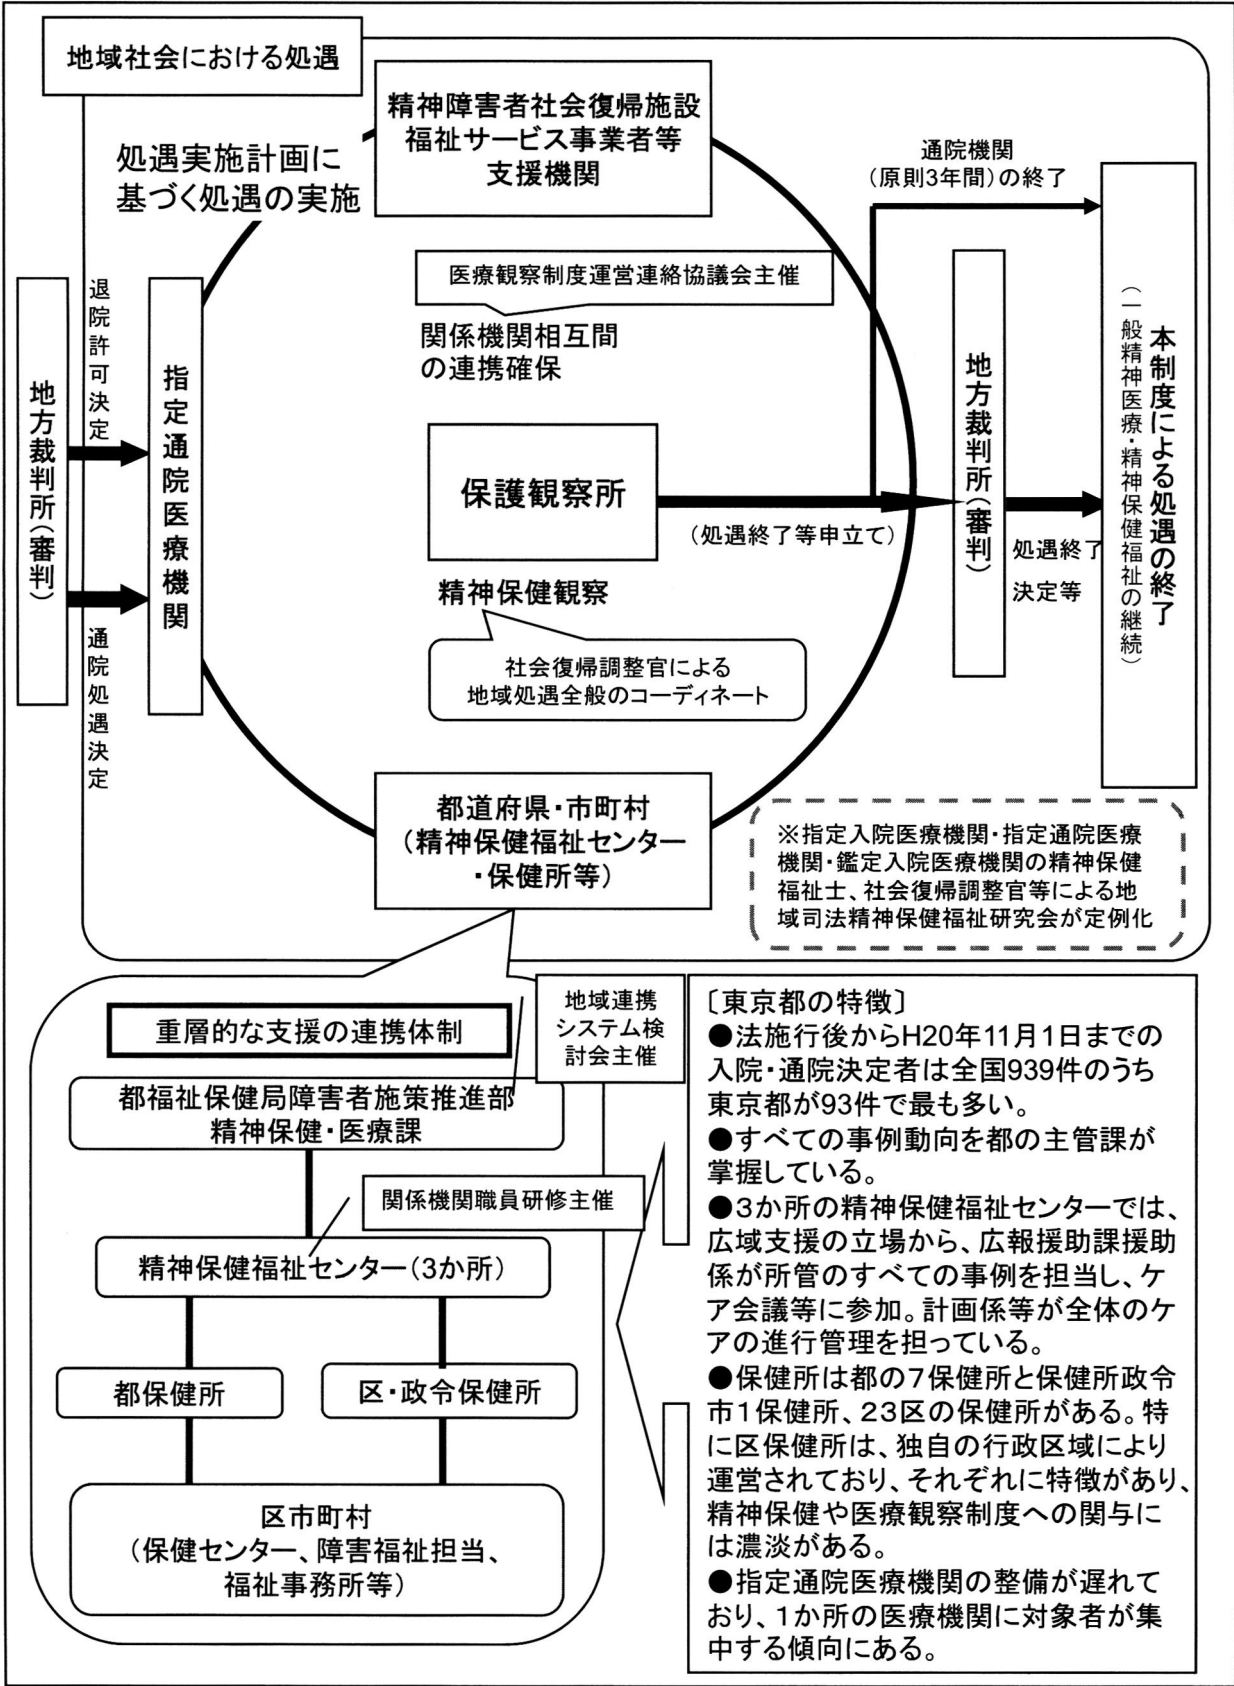 地域社会における処遇
精神障害者社会復帰施設
福祉サービス事業者等
支援機関
処遇実施計画に
基づく処遇の実施
通院機関
（原則3年間）の終了
医療観察制度運営連絡協議会主催
関係機関相互間
の連携確保
地方裁判所（審判）
退院許可決定
通院処遇決定
指定通院医療機関
保護観察所
（処遇終了等申立て）
精神保健観察
社会復帰調整官による
地域処遇全般のコーディネート
地方裁判所（審判）
処遇終了
決定等
本制度による処遇の終了
（一般精神医療・精神保健福祉の継続）
都道府県・市町村
（精神保健福祉センター
・保健所等）
※指定入院医療機関・指定通院医療
機関・鑑定入院医療機関の精神保健
福祉士、社会復帰調整官等による地
域司法精神保健福祉研究会が定例化
重層的な支援の連携体制
地域連携
システム検
討会主催
都福祉保健局障害者施策推進部
精神保健・医療課
関係機関職員研修主催
精神保健福祉センター（3か所）
都保健所
区・政令保健所
区市町村
（保健センター、障害福祉担当、
福祉事務所等）
〔東京都の特徴〕
●法施行後からH20年11月1日までの
入院・通院決定者は全国939件のうち
東京都が93件で最も多い。
●すべての事例動向を都の主管課が
掌握している。
●３か所の精神保健福祉センターでは、
広域支援の立場から、広報援助課援助
係が所管のすべての事例を担当し、ケ
ア会議等に参加。計画係等が全体のケ
アの進行管理を担っている。
●保健所は都の７保健所と保健所政令
市１保健所、２３区の保健所がある。特
に区保健所は、独自の行政区域により
運営されており、それぞれに特徴があり、
精神保健や医療観察制度への関与に
は濃淡がある。
●指定通院医療機関の整備が遅れて
おり、１か所の医療機関に対象者が集
中する傾向にある。